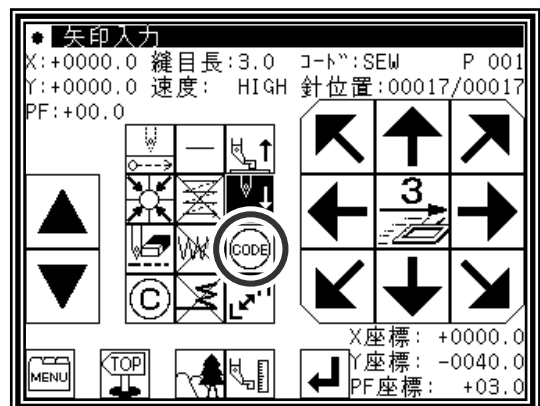 矢印入力
X:+0000.0 縫目長:3.0 コード:SEW P 001
Y:+0000.0 速度: HIGH 針位置:00017/00017
PF:+00.0
3
CODE
C
X座標: +0000.0
Y座標: -0040.0
PF座標: +03.0
MENU
TOP